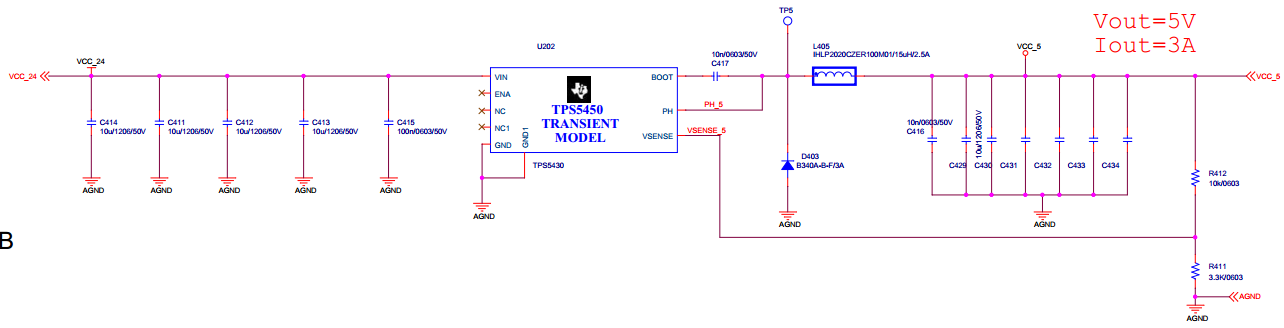 TP5
Vout=5V
Iout=3A
U202
10n/0603/50V
C417
L405
IHLP2020CZER100M01/15uH/2.5A
VCC_24
VCC_5
VCC_24
VIN
BOOT
VCC_5
ENA
TPS5450
TRANSIENT
MODEL
NC
PH
PH_5
NC1
VSENSE
VSENSE_5
GND
GND1
TPS5430
C414
10u/1206/50V
C411
10u/1206/50V
C412
10u/1206/50V
C413
10u/1206/50V
C415
100n/0603/50V
10n/0603/50V
C416
10u/1206/50V
C429
C430
C431
C432
C433
C434
D403
B340A-B-F/3A
R412
10k/0603
AGND
AGND
AGND
AGND
AGND
AGND
AGND
AGND
B
R411
3.3K/0603
AGND
AGND